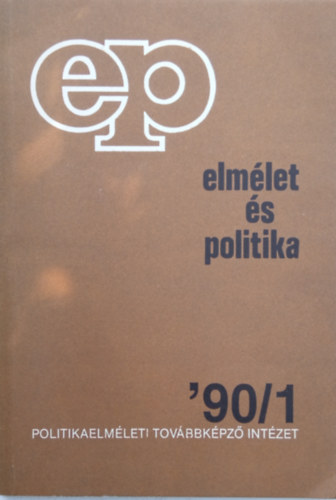 ep
elmélet
és
politika
'90/1
POLITIKAELMÉLETI TOVÁBBKÉPZŐ INTÉZET